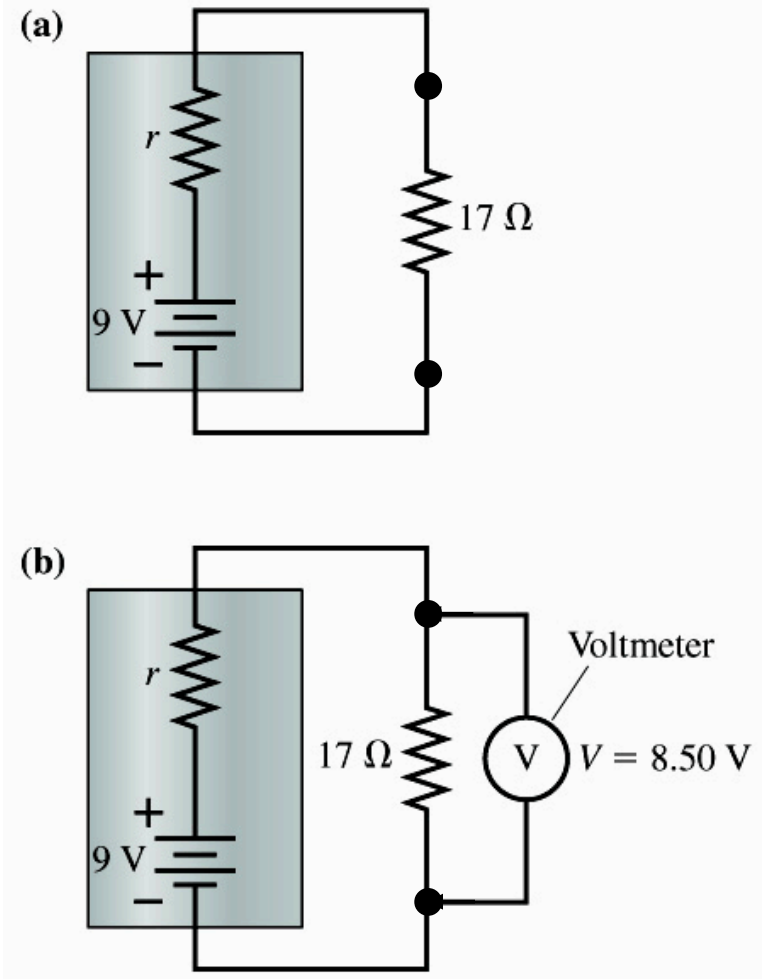 (a)
r
17 Ω
+
9 V
−
(b)
Voltmeter
r
17 Ω
V
V = 8.50 V
+
9 V
−